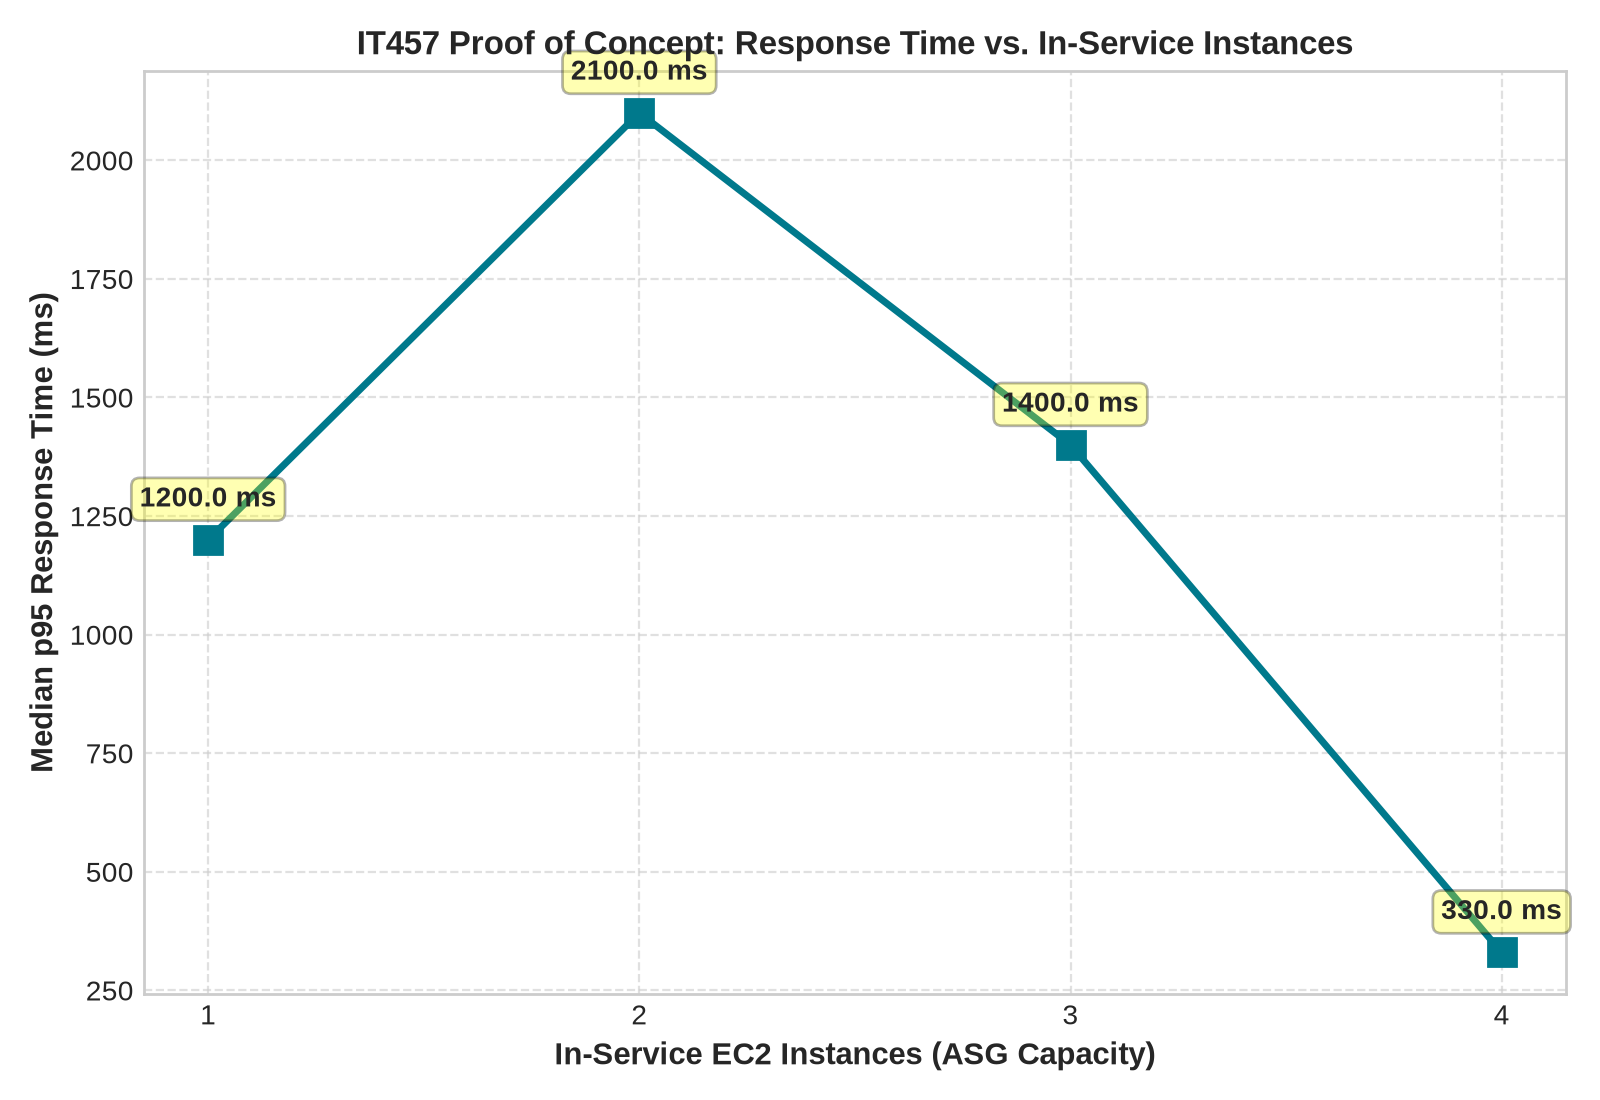 IT457 Proof of Concept: Response Time vs. In-Service Instances
2100.0 ms
2000
1750
1500
1400.0 ms
1200.0 ms
1250
1000
750
500
330.0 ms
250
Median p95 Response Time (ms)
1 2 3 4
In-Service EC2 Instances (ASG Capacity)